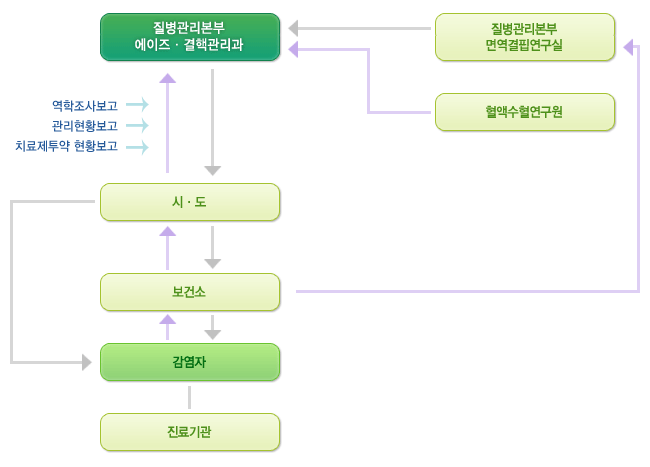 질병관리본부
에이즈 · 결핵관리과
질병관리본부
면역결핍연구실
혈액수혈연구원
역학조사보고
관리현황보고
치료제투약 현황보고
시 · 도
보건소
감염자
진료기관